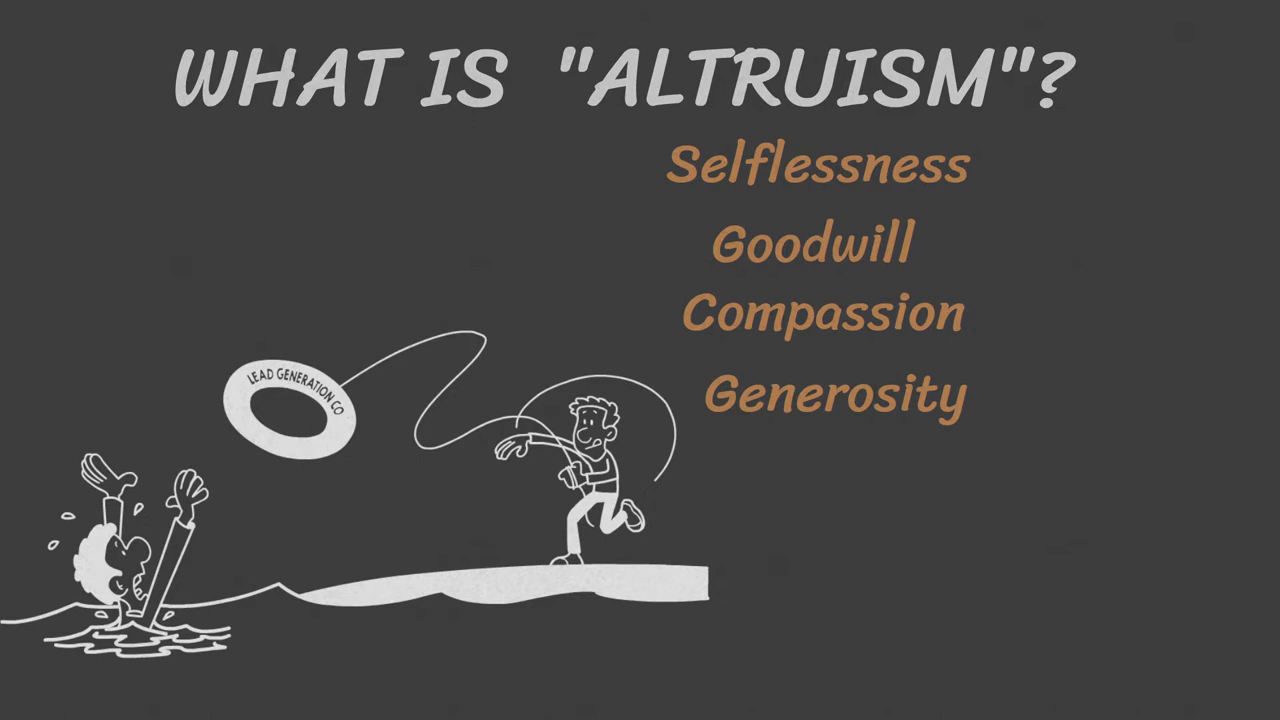 WHAT IS "ALTRUISM"?
Selflessness
Goodwill
Compassion
Generosity
LEAD GENERATION CO